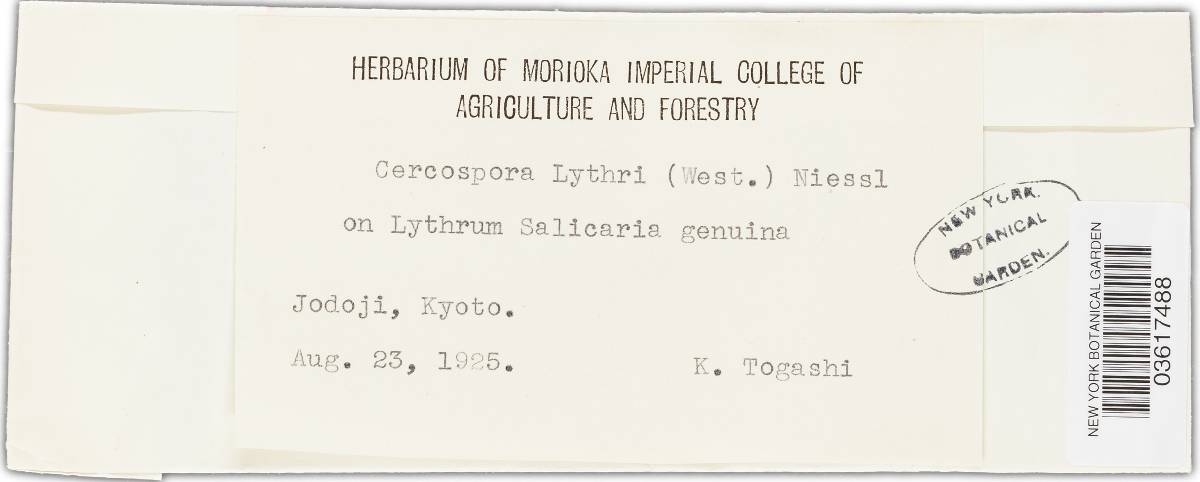 HERBARIUM OF MORIOKA IMPERIAL COLLEGE OF
AGRICULTURE AND FORESTRY
Cercospora Lythri (West.) Niessl
on Lythrum Salicaria genuina
Jodoji, Kyoto.
Aug. 23, 1925.
K. Togashi
NEW YORK.
BOTANICAL
GARDEN.
NEW YORK BOTANICAL GARDEN
03617488